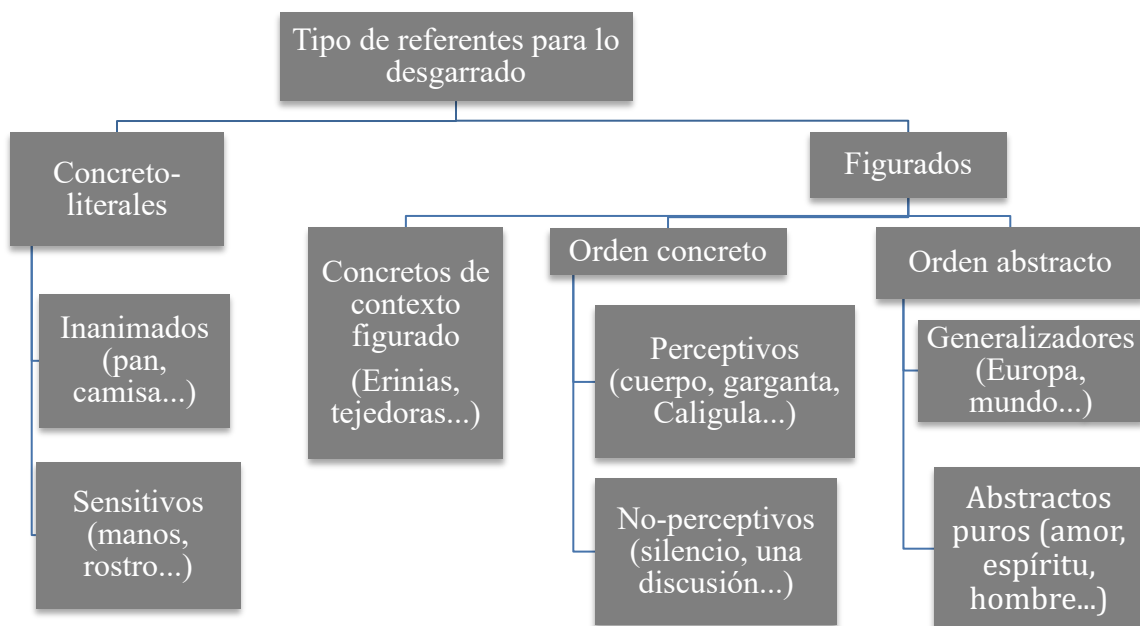 Tipo de referentes para lo
desgarrado
Concreto-
literales
Inanimados
(pan,
camisa...)
Sensitivos
(manos,
rostro...)
Figurados
Concretos de
contexto
figurado
(Erinias,
tejedoras...)
Orden concreto
Perceptivos
(cuerpo, garganta,
Caligula...)
No-perceptivos
(silencio, una
discusión...)
Orden abstracto
Generalizadores
(Europa,
mundo...)
Abstractos
puros (amor,
espíritu,
hombre...)